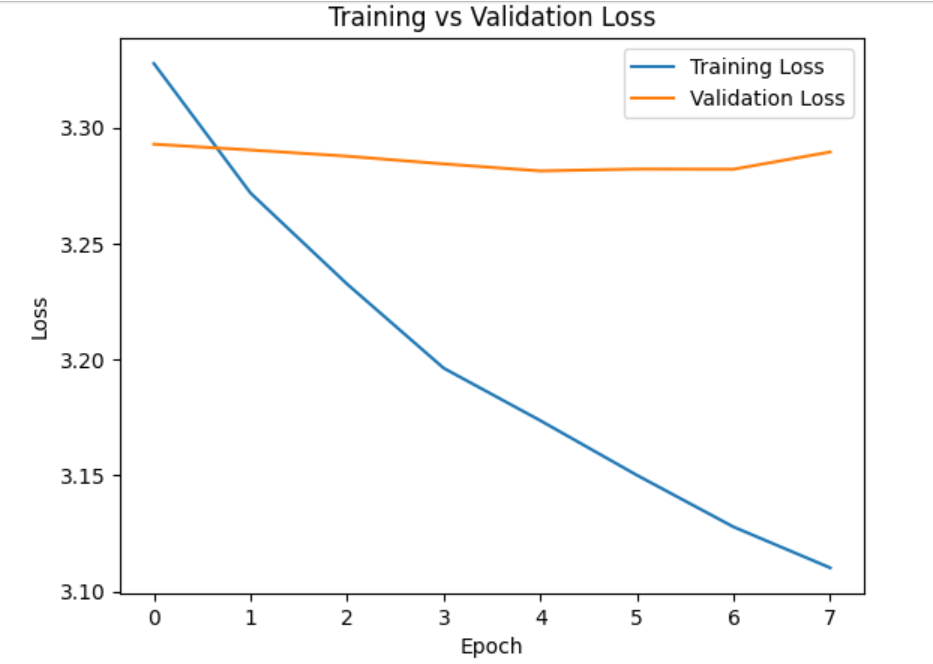 Training vs Validation Loss
Training Loss
Validation Loss
3.30
3.25
3.20
3.15
3.10
Loss
0 1 2 3 4 5 6 7
Epoch